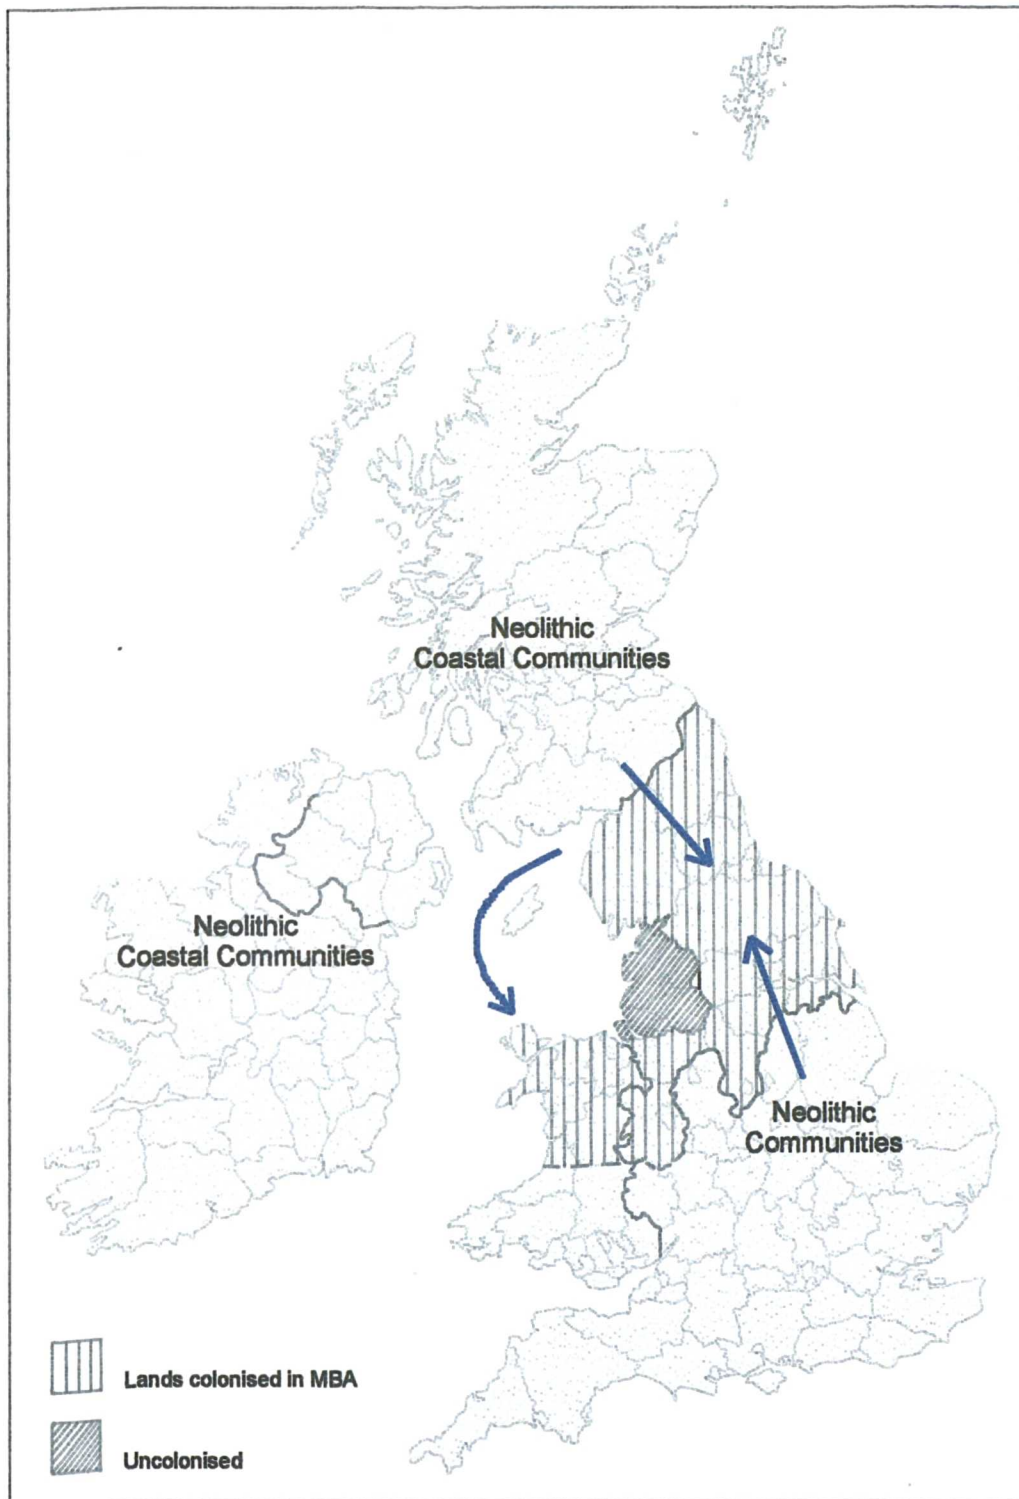 Neolithic
Coastal Communities
Neolithic
Coastal Communities
Neolithic
Communities
Lands colonised in MBA
Uncolonised